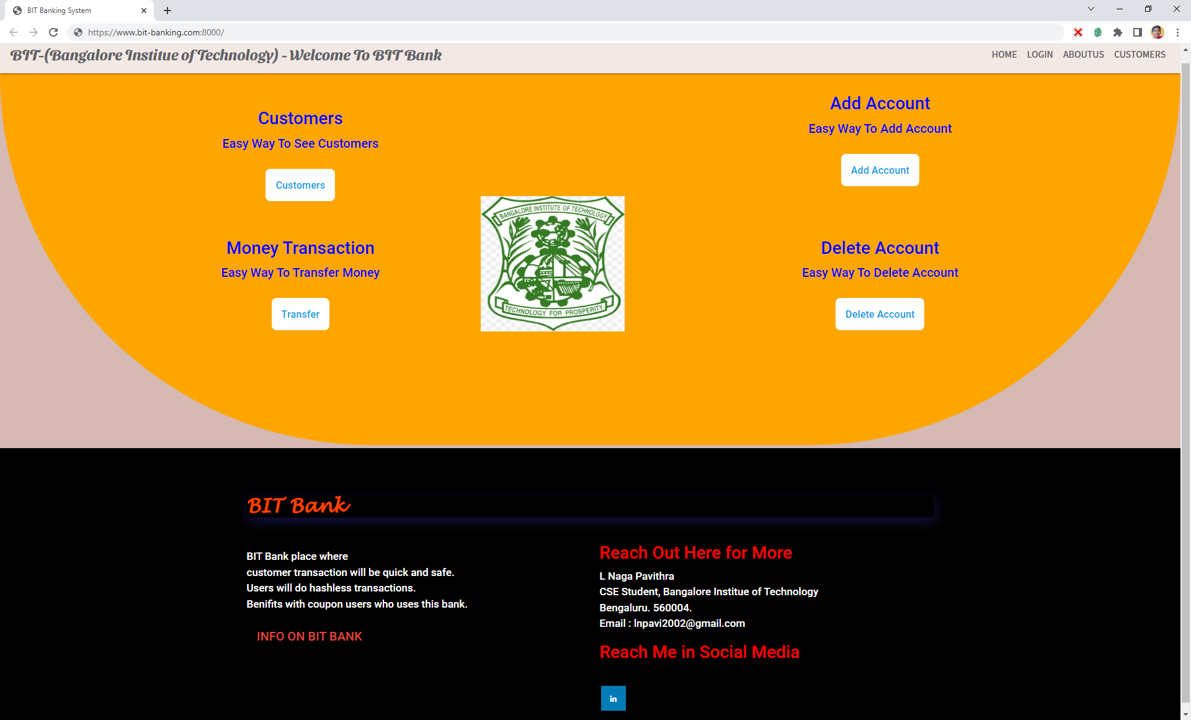 BIT Banking System
https://www.bit-banking.com:8000/
BIT-(Bangalore Institue of Technology) - Welcome To BIT Bank
HOME LOGIN ABOUTUS CUSTOMERS
Customers
Easy Way To See Customers
Customers
Add Account
Easy Way To Add Account
Add Account
BANGALORE INSTITUTE OF TECHNOLOGY
TECHNOLOGY FOR PROSPERITY
Money Transaction
Easy Way To Transfer Money
Transfer
Delete Account
Easy Way To Delete Account
Delete Account
BIT Bank
BIT Bank place where
customer transaction will be quick and safe.
Users will do hashless transactions.
Benifits with coupon users who uses this bank.
INFO ON BIT BANK
Reach Out Here for More
L Naga Pavithra
CSE Student, Bangalore Institue of Technology
Bengaluru. 560004.
Email : lnpavi2002@gmail.com
Reach Me in Social Media
in